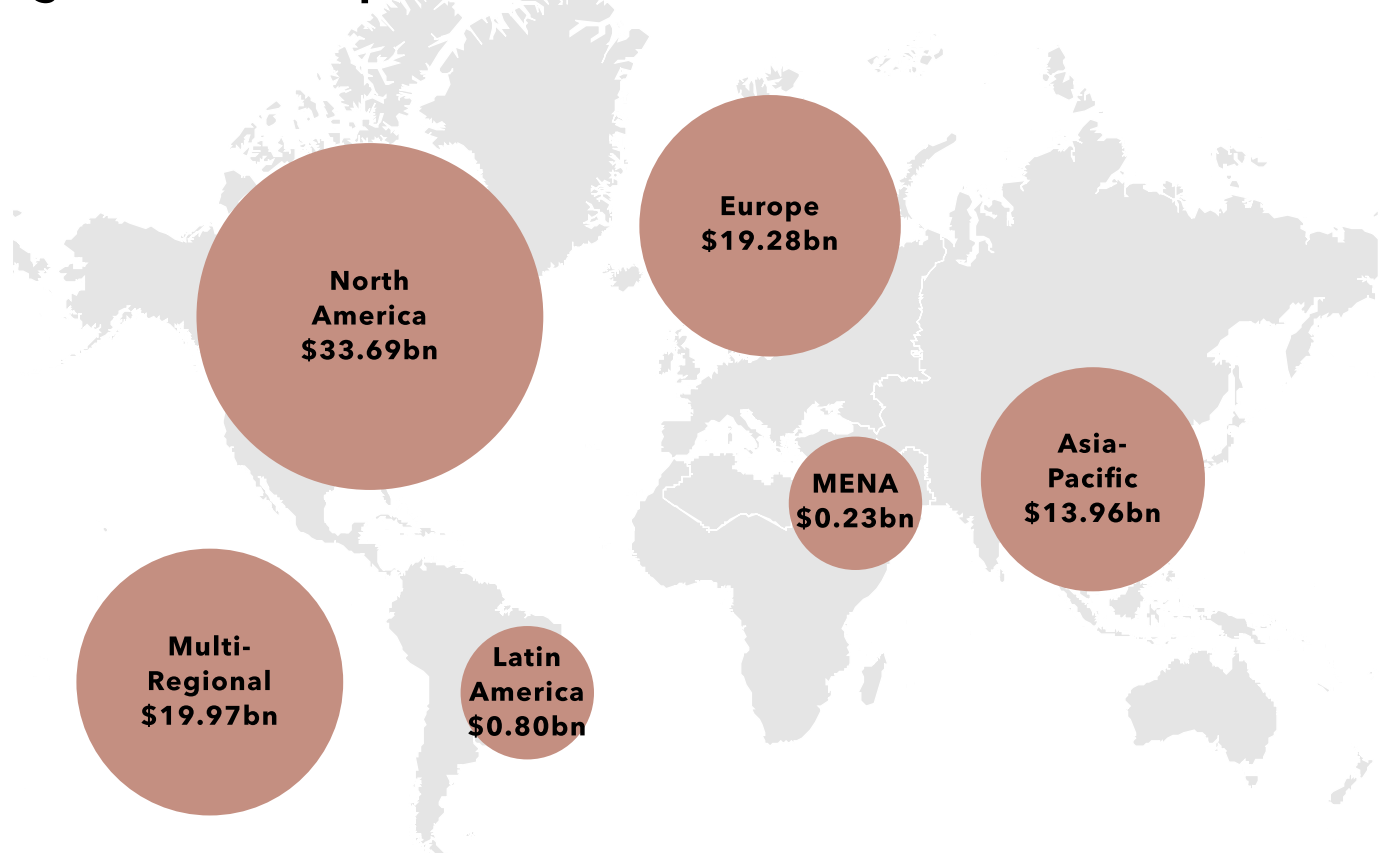 Europe
$19.28bn
North
America
$33.69bn
Asia-
Pacific
$13.96bn
MENA
$0.23bn
Multi-
Regional
$19.97bn
Latin
America
$0.80bn